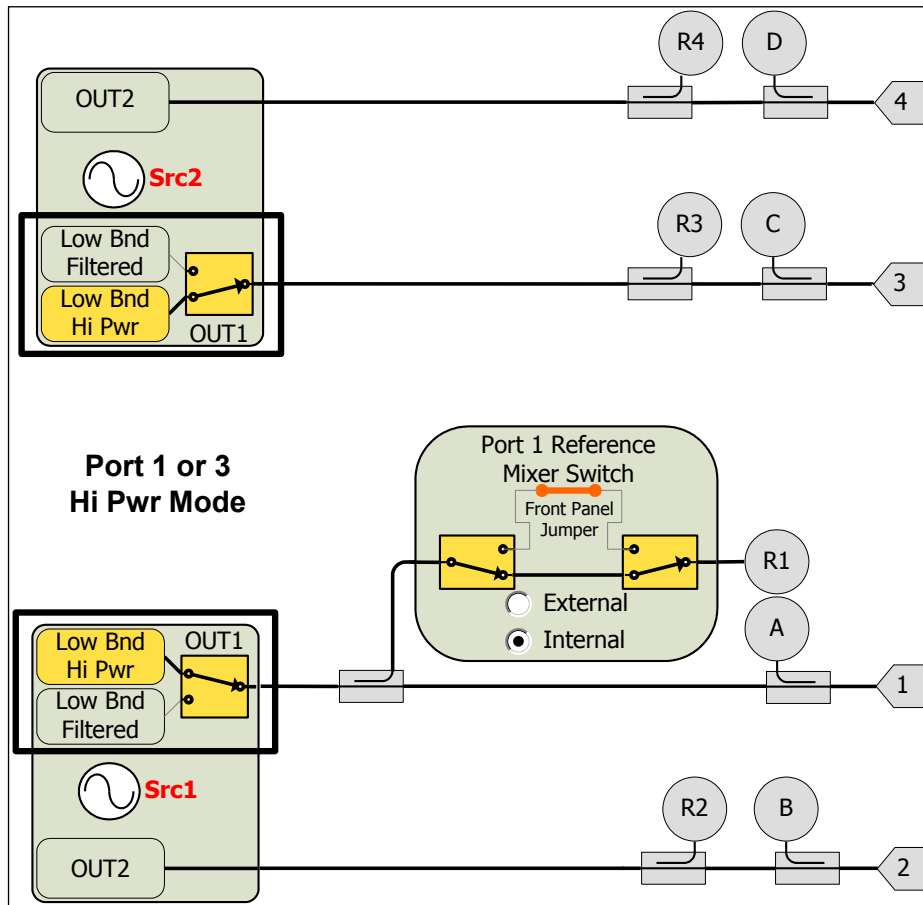 R4
D
OUT2
4
Src2
Low Bnd
Filtered
Low Bnd
Hi Pwr
OUT1
R3
C
3
Port 1 or 3
Hi Pwr Mode
Port 1 Reference
Mixer Switch
Front Panel
Jumper
External
Internal
R1
A
Low Bnd
Hi Pwr
OUT1
Low Bnd
Filtered
1
Src1
R2
B
OUT2
2